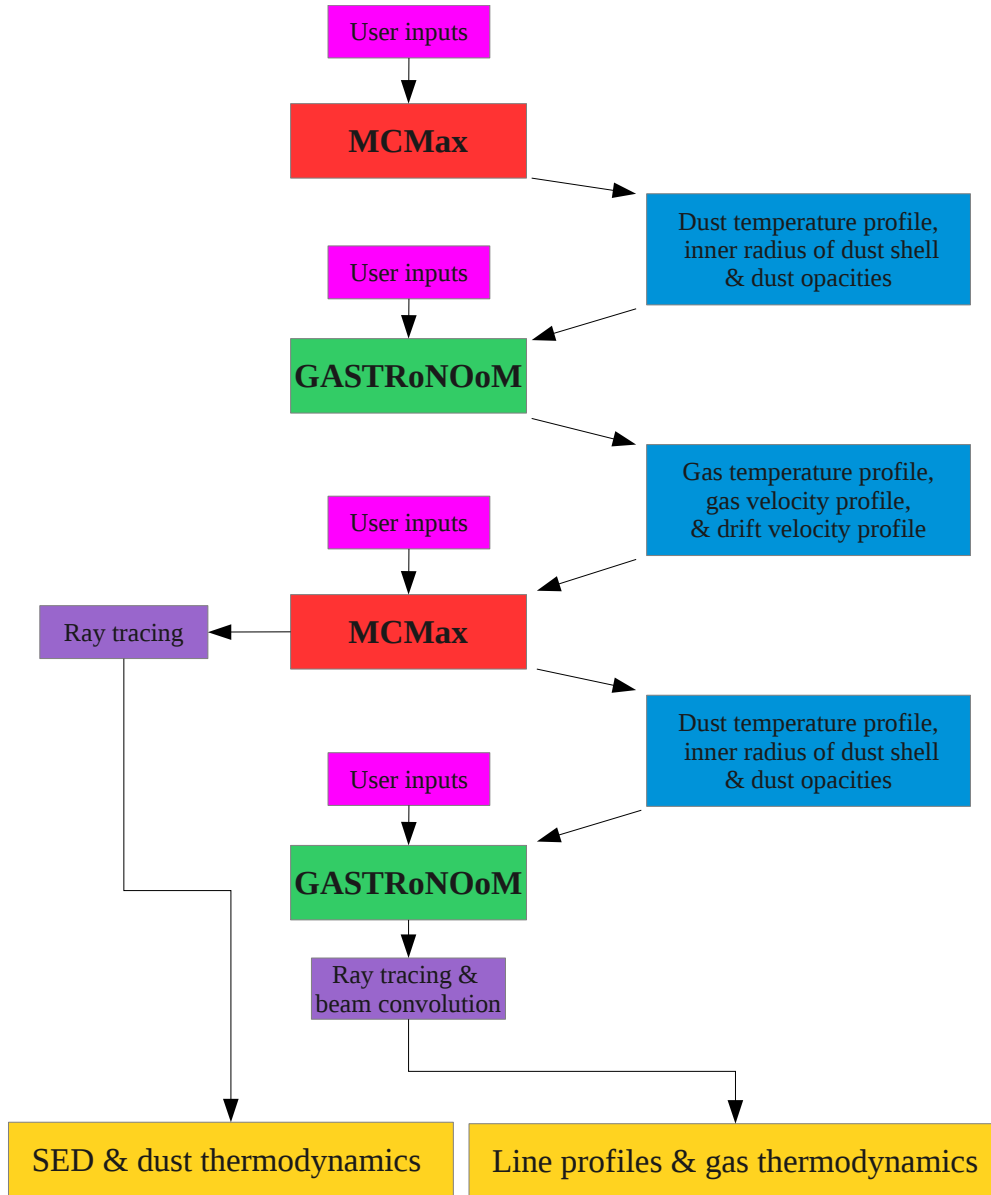 User inputs
MCMax
Dust temperature profile,
inner radius of dust shell
& dust opacities
User inputs
GASTRoNOoM
Gas temperature profile,
gas velocity profile,
& drift velocity profile
User inputs
MCMax
Ray tracing
Dust temperature profile,
inner radius of dust shell
& dust opacities
User inputs
GASTRoNOoM
Ray tracing &
beam convolution
SED & dust thermodynamics
Line profiles & gas thermodynamics